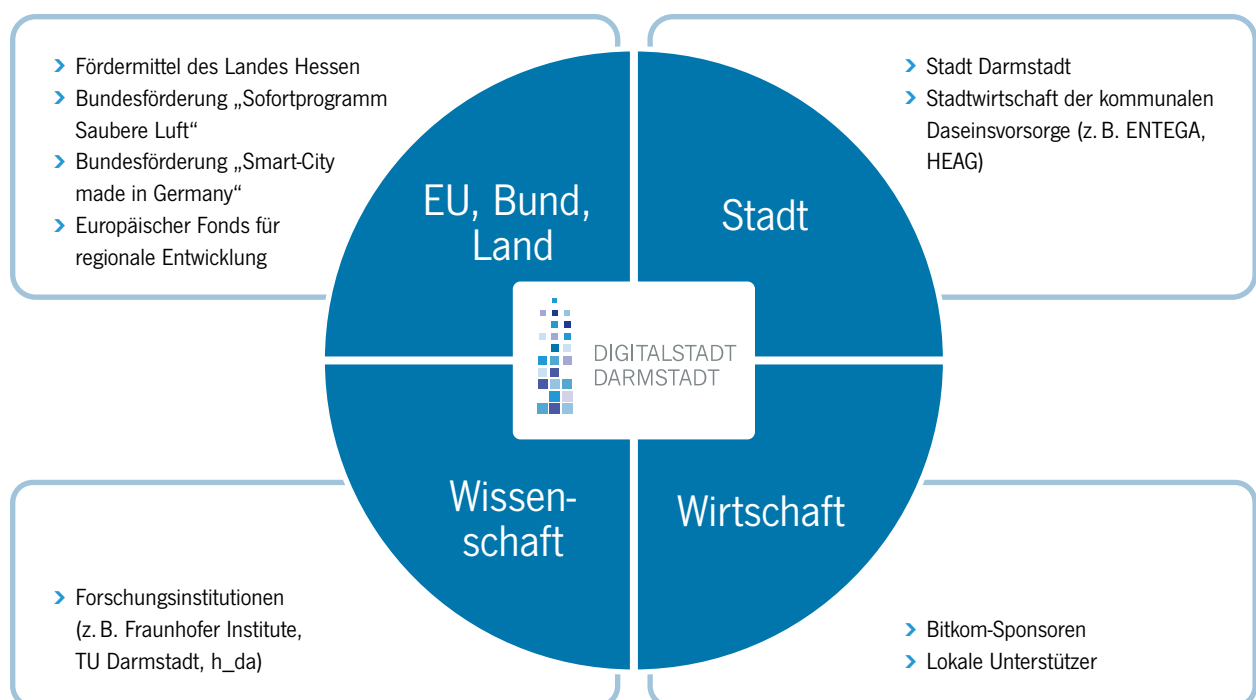 › Fördermittel des Landes Hessen
› Bundesförderung „Sofortprogramm
Saubere Luft“
› Bundesförderung „Smart-City
made in Germany“
› Europäischer Fonds für
regionale Entwicklung
EU, Bund,
Land
Stadt
› Stadt Darmstadt
› Stadtwirtschaft der kommunalen
Daseinsvorsorge (z. B. ENTEGA,
HEAG)
DIGITALSTADT
DARMSTADT
Wissen-
schaft
Wirtschaft
› Forschungsinstitutionen
(z. B. Fraunhofer Institute,
TU Darmstadt, h_da)
› Bitkom-Sponsoren
› Lokale Unterstützer